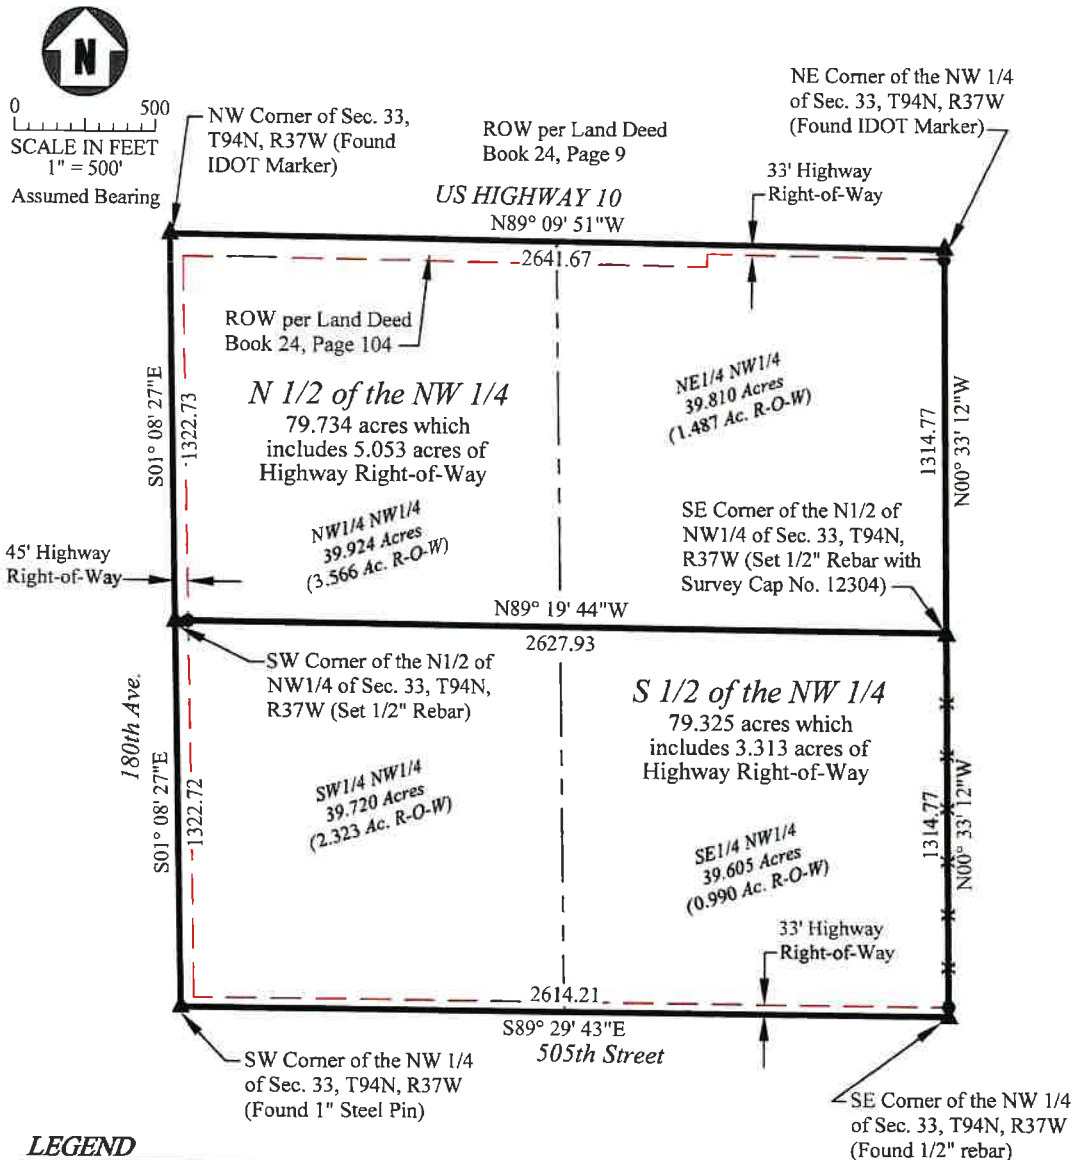 N
0 500
SCALE IN FEET
1" = 500'
Assumed Bearing
NW Corner of Sec. 33,
T94N, R37W (Found
IDOT Marker)
ROW per Land Deed
Book 24, Page 9
NE Corner of the NW 1/4
of Sec. 33, T94N, R37W
(Found IDOT Marker)
33' Highway
Right-of-Way
US HIGHWAY 10
N89° 09' 51"W
2641.67
ROW per Land Deed
Book 24, Page 104
N 1/2 of the NW 1/4
79.734 acres which
includes 5.053 acres of
Highway Right-of-Way
NE1/4 NW1/4
39.810 Acres
(1.487 Ac. R-O-W)
S01° 08' 27"E
1322.73
1314.77
N00° 33' 12"W
NW1/4 NW1/4
39.924 Acres
(3.566 Ac. R-O-W)
SE Corner of the N1/2 of
NW1/4 of Sec. 33, T94N,
R37W (Set 1/2" Rebar with
Survey Cap No. 12304)
45' Highway
Right-of-Way
N89° 19' 44"W
2627.93
SW Corner of the N1/2 of
NW1/4 of Sec. 33, T94N,
R37W (Set 1/2" Rebar)
S 1/2 of the NW 1/4
79.325 acres which
includes 3.313 acres of
Highway Right-of-Way
180th Ave.
S01° 08' 27"E
1322.72
SW1/4 NW1/4
39.720 Acres
(2.323 Ac. R-O-W)
1314.77
N00° 33' 12"W
SE1/4 NW1/4
39.605 Acres
(0.990 Ac. R-O-W)
33' Highway
Right-of-Way
2614.21
S89° 29' 43"E
505th Street
SW Corner of the NW 1/4
of Sec. 33, T94N, R37W
(Found 1" Steel Pin)
SE Corner of the NW 1/4
of Sec. 33, T94N, R37W
(Found 1/2" rebar)
LEGEND